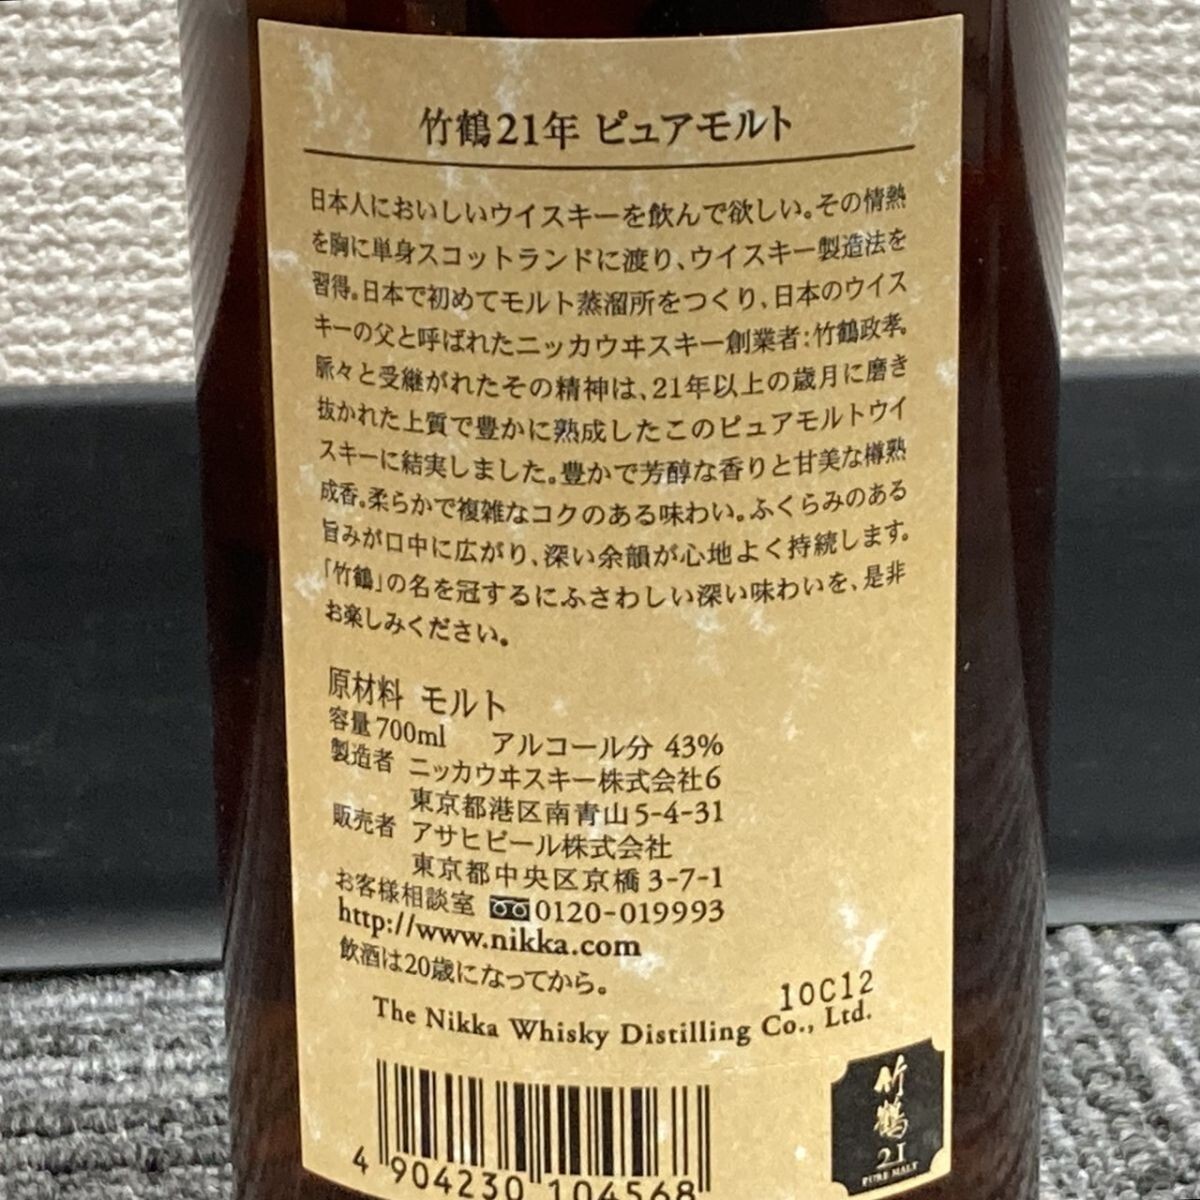 竹鶴21年 ピュアモルト
日本人においしいウイスキーを飲んで欲しい。その情熱
を胸に単身スコットランドに渡り、ウイスキー製造法を
習得。日本で初めてモルト蒸溜所をつくり、日本のウイス
キーの父と呼ばれたニッカウヰスキー創業者:竹鶴政孝。
脈々と受継がれたその精神は、21年以上の歳月に磨き
抜かれた上質で豊かに熟成したこのピュアモルトウイ
スキーに結実しました。豊かで芳醇な香りと甘美な樽熟
成香。柔らかで複雑なコクのある味わい。ふくらみのある
旨みが口中に広がり、深い余韻が心地よく持続します。
「竹鶴」の名を冠するにふさわしい深い味わいを、是非
お楽しみください。
原材料 モルト
容量 700ml アルコール分 43%
製造者 ニッカウヰスキー株式会社6
東京都港区南青山5-4-31
販売者 アサヒビール株式会社
東京都中央区京橋3-7-1
お客様相談室 0120-019993
http://www.nikka.com
飲酒は20歳になってから。
10C12
The Nikka Whisky Distilling Co., Ltd.
4 904230 104568
竹鶴
21
PURE MALT